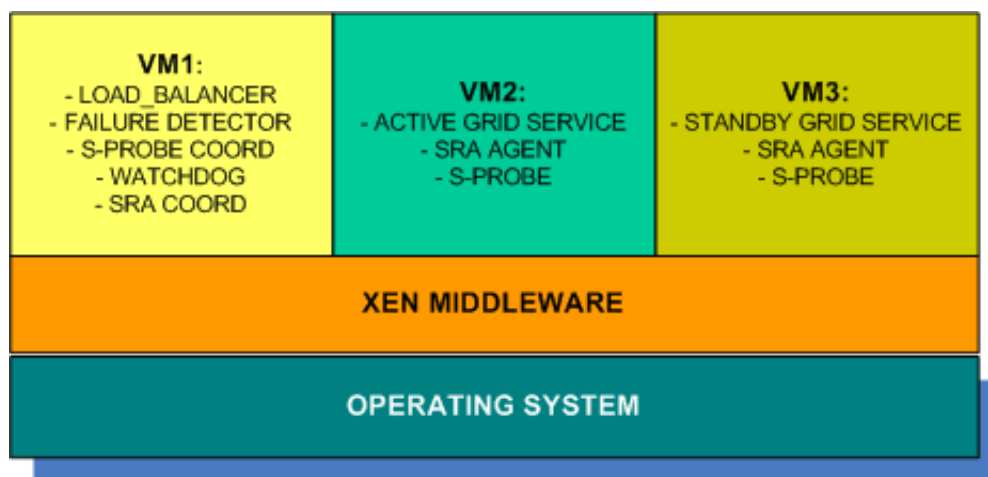 VM1:
- LOAD_BALANCER
- FAILURE DETECTOR
- S-PROBE COORD
- WATCHDOG
- SRA COORD
VM2:
- ACTIVE GRID SERVICE
- SRA AGENT
- S-PROBE
VM3:
- STANDBY GRID SERVICE
- SRA AGENT
- S-PROBE
XEN MIDDLEWARE
OPERATING SYSTEM